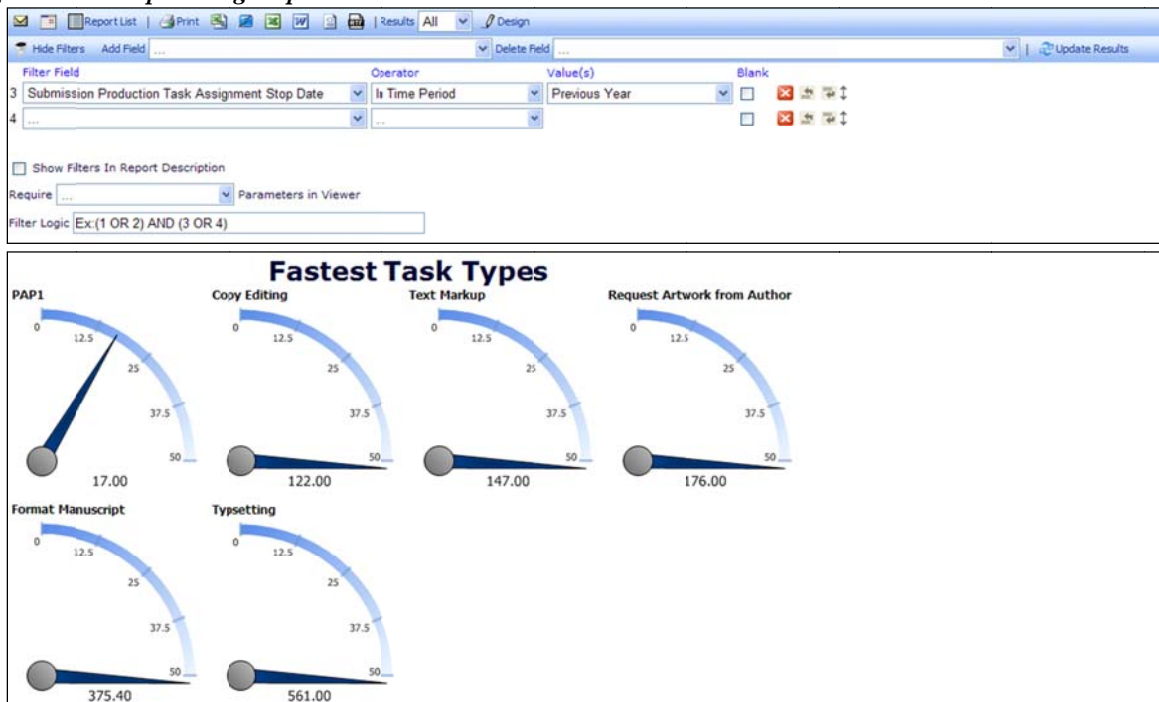 Report List | Print | Results All Design
Hide Filters Add Field ... Delete Field ... | Update Results
Filter Field Operator Value(s) Blank
3 Submission Production Task Assignment Stop Date In Time Period Previous Year
4 ... ...
Show Filters In Report Description
Require ... Parameters in Viewer
Filter Logic Ex:(1 OR 2) AND (3 OR 4)
Fastest Task Types
PAP1 Copy Editing Text Markup Request Artwork from Author
0 12.5 25 37.5 50 17.00
0 12.5 25 37.5 50 122.00
0 12.5 25 37.5 50 147.00
0 12.5 25 37.5 50 176.00
Format Manuscript Typsetting
0 12.5 25 37.5 50 375.40
0 12.5 25 37.5 50 561.00